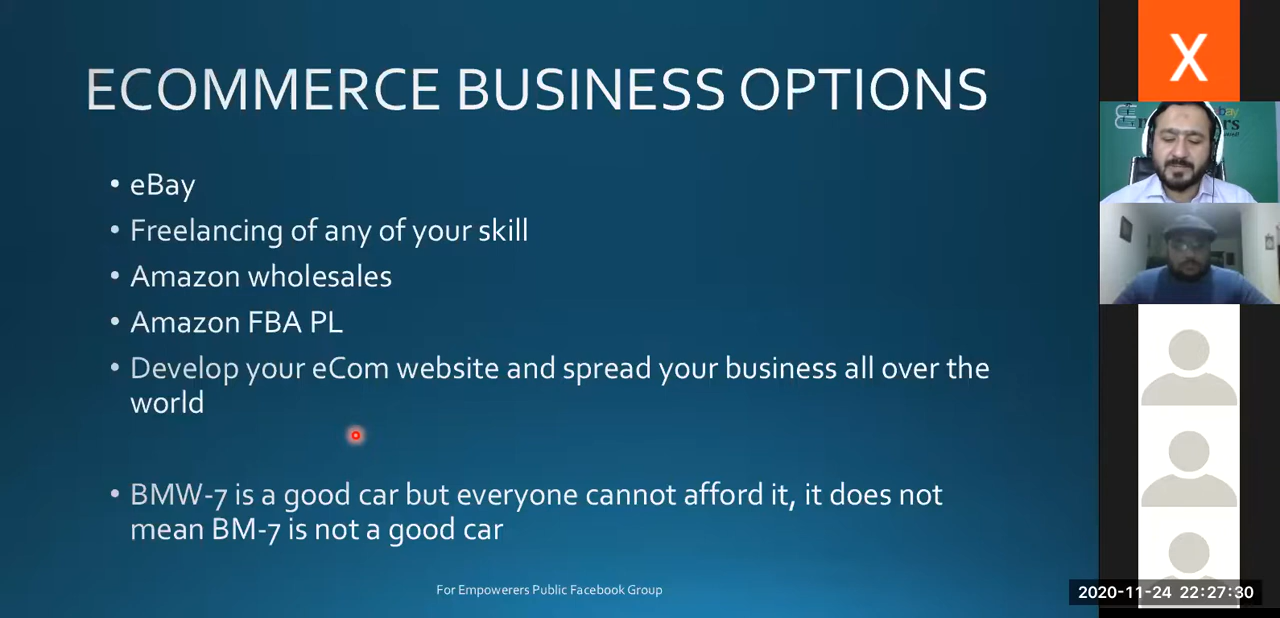 ECOMMERCE BUSINESS OPTIONS
• eBay
• Freelancing of any of your skill
• Amazon wholesales
• Amazon FBA PL
• Develop your eCom website and spread your business all over the
world
• BMW-7 is a good car but everyone cannot afford it, it does not
mean BM-7 is not a good car
For Empowerers Public Facebook Group
X
2020-11-24 22:27:30